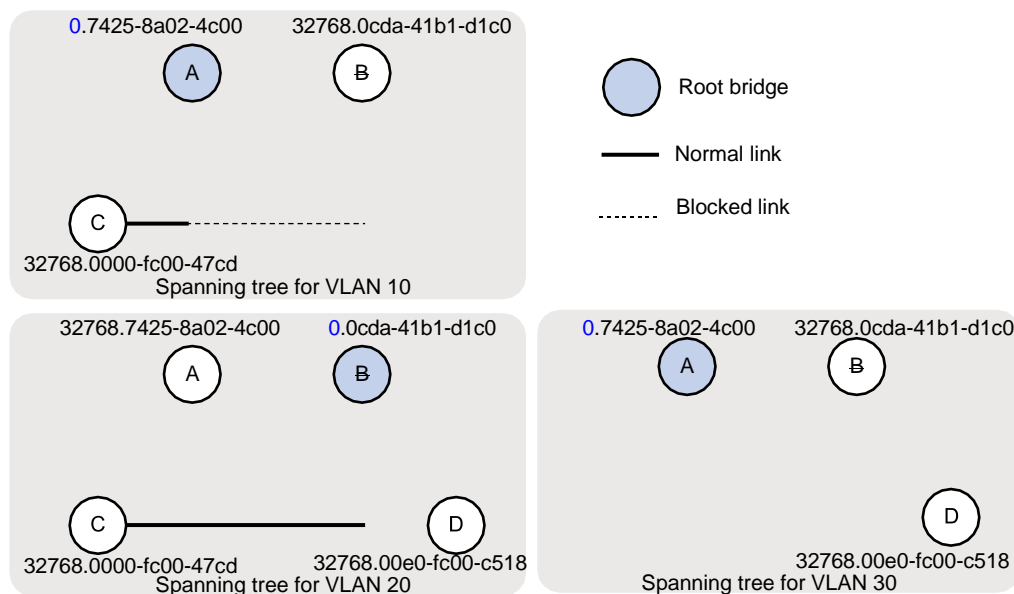 0.7425-8a02-4c00 32768.0cda-41b1-d1c0
A B
C
32768.0000-fc00-47cd
Spanning tree for VLAN 10
Root bridge
Normal link
Blocked link
32768.7425-8a02-4c00 0.0cda-41b1-d1c0
A B
C D
32768.0000-fc00-47cd 32768.00e0-fc00-c518
Spanning tree for VLAN 20
0.7425-8a02-4c00 32768.0cda-41b1-d1c0
A B
D
32768.00e0-fc00-c518
Spanning tree for VLAN 30